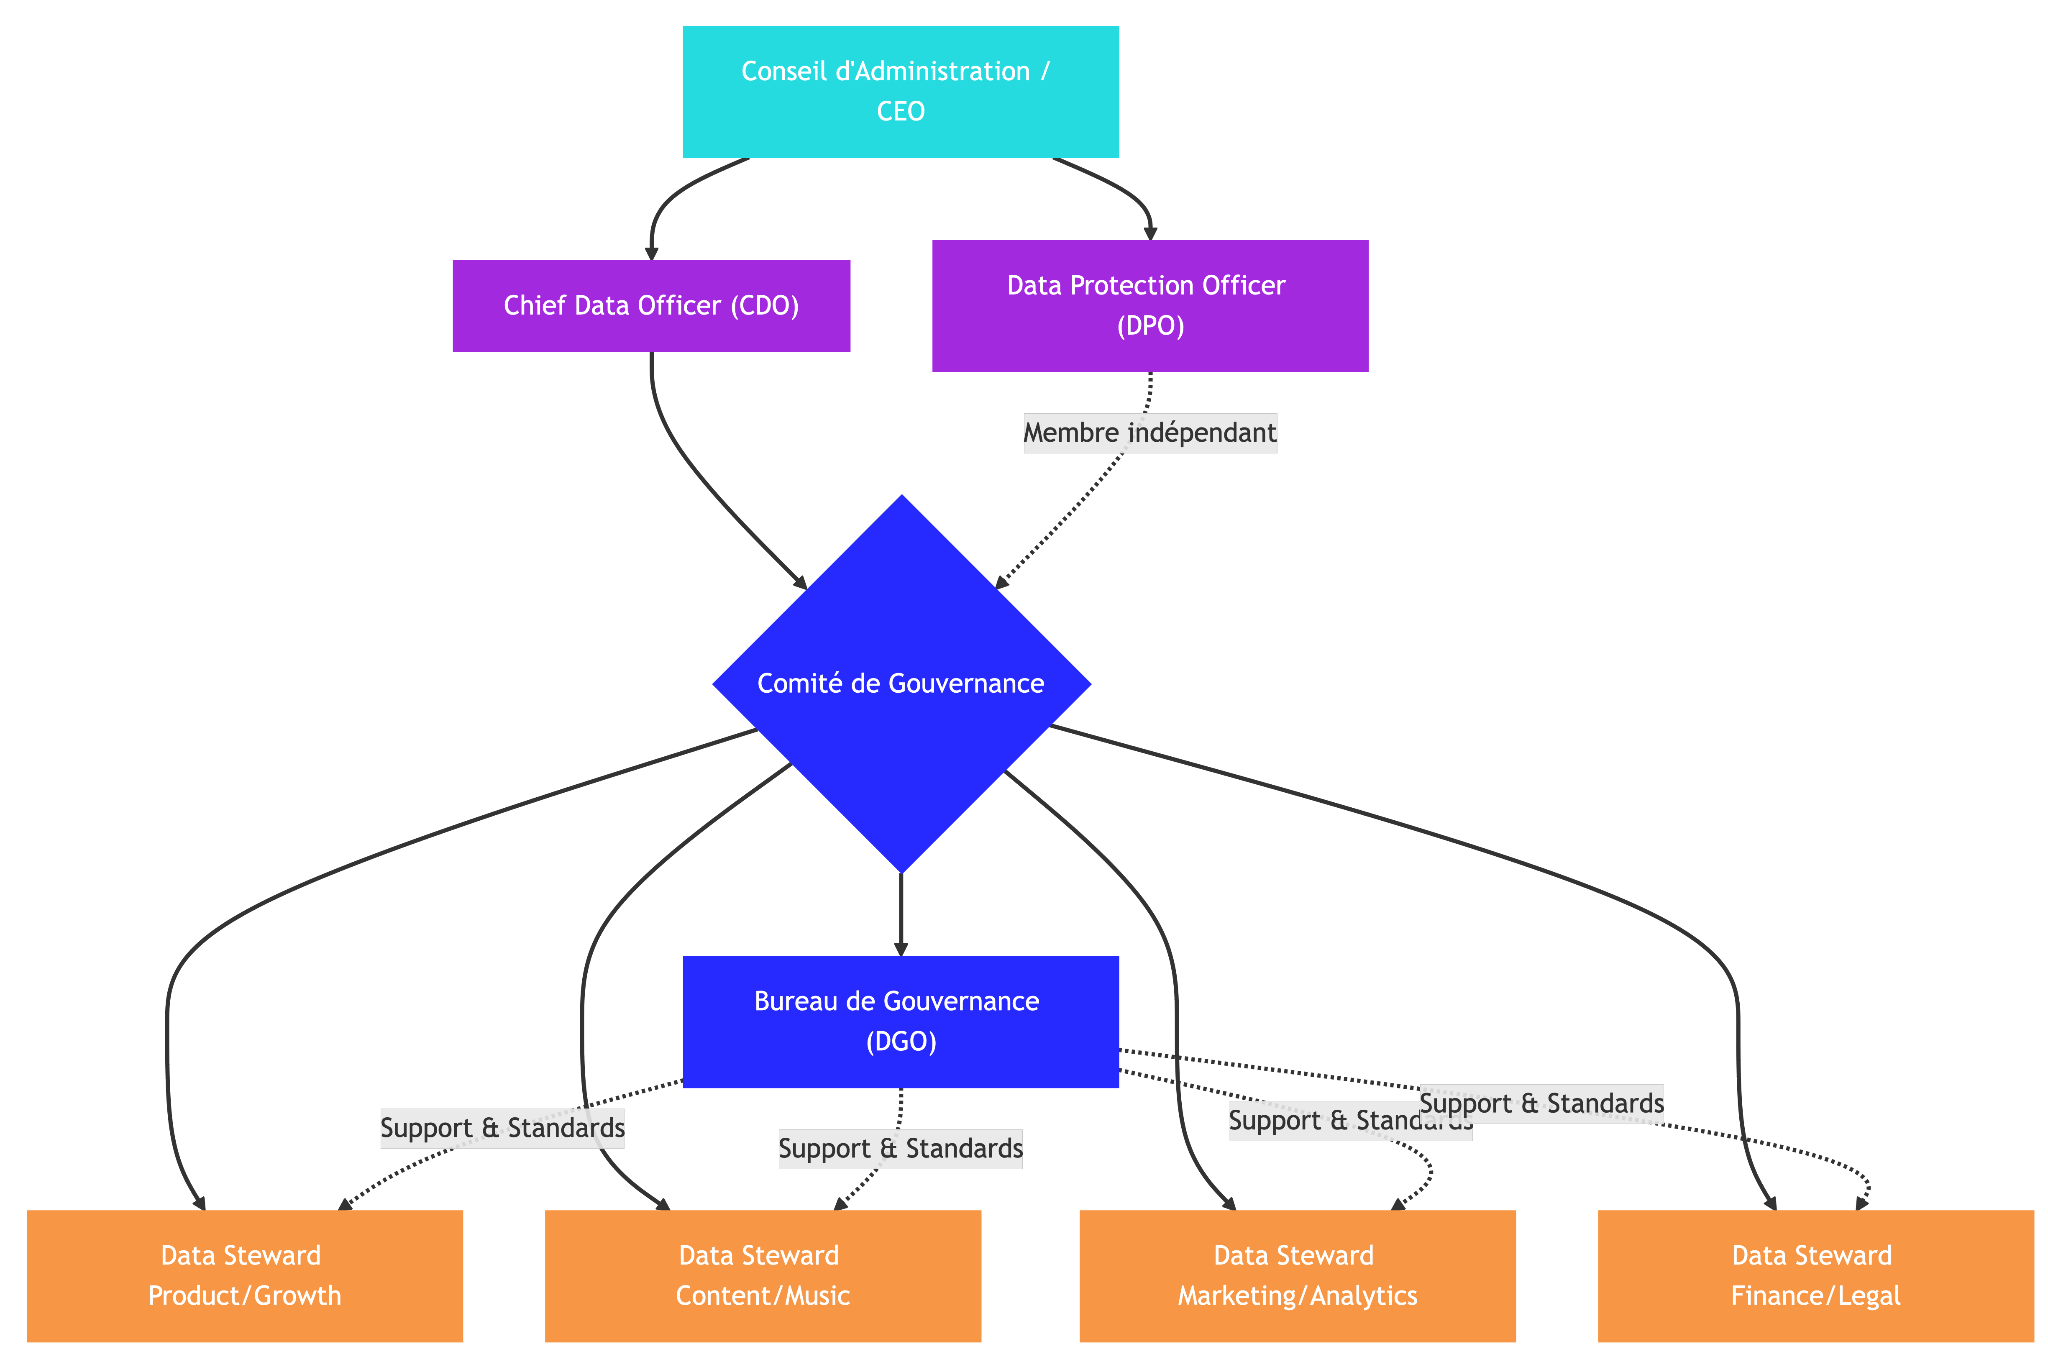 Conseil d'Administration /
CEO
Chief Data Officer (CDO)
Data Protection Officer
(DPO)
Membre indépendant
Comité de Gouvernance
Bureau de Gouvernance
(DGO)
Support & Standards
Support & Standards
Support & Standards
Support & Standards
Data Steward
Product/Growth
Data Steward
Content/Music
Data Steward
Marketing/Analytics
Data Steward
Finance/Legal